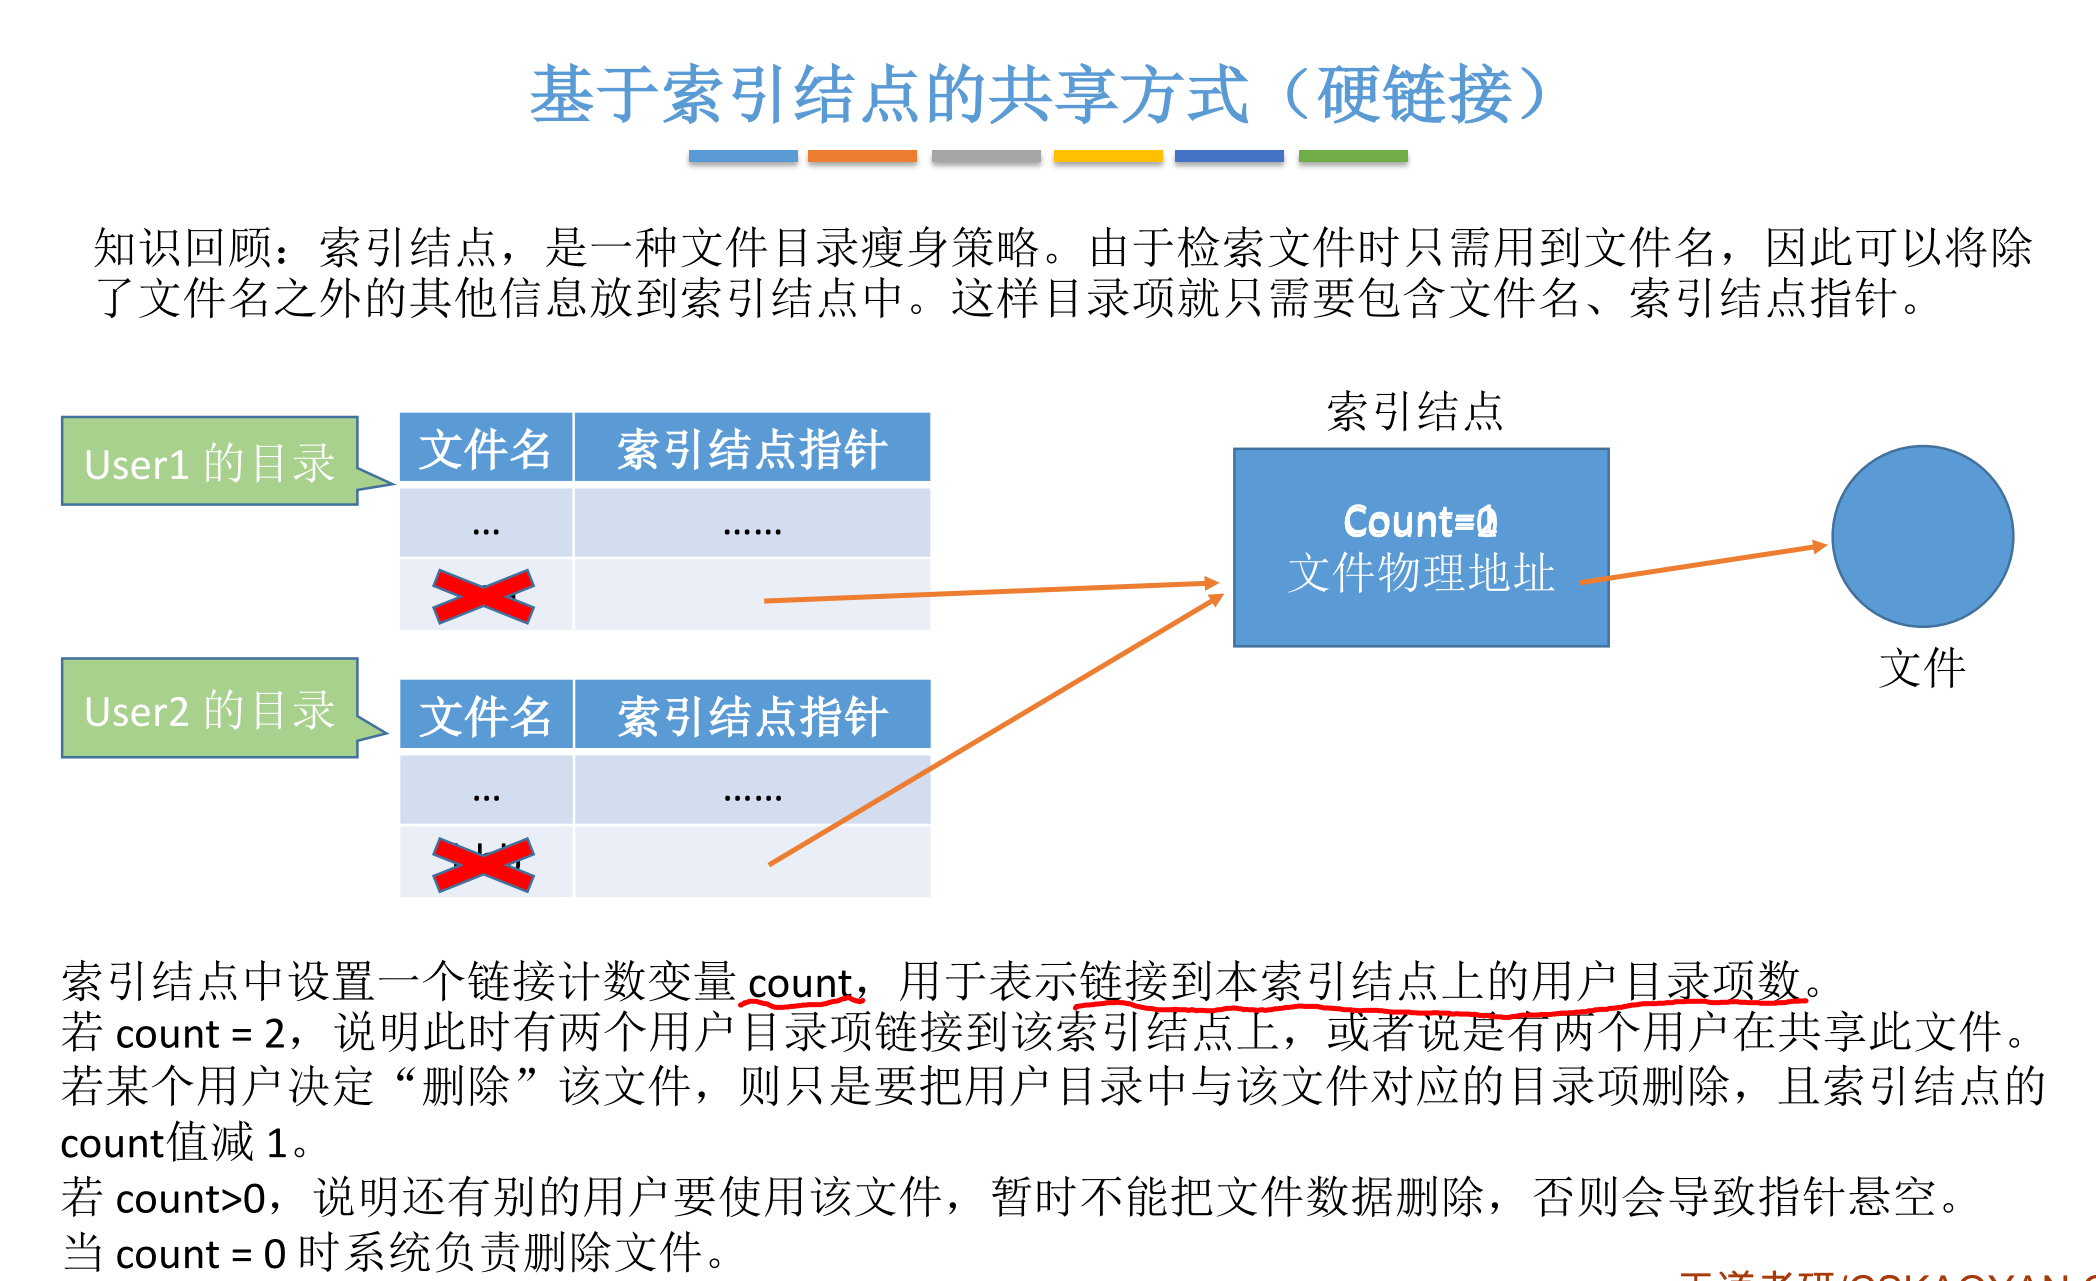 基于索引结点的共享方式（硬链接）
知识回顾：索引结点，是一种文件目录瘦身策略。由于检索文件时只需用到文件名，因此可以将除
了文件名之外的其他信息放到索引结点中。这样目录项就只需要包含文件名、索引结点指针。
User1 的目录
文件名 索引结点指针
... ......
索引结点
Count=
文件物理地址
文件
User2 的目录
文件名 索引结点指针
... ......
索引结点中设置一个链接计数变量 count，用于表示链接到本索引结点上的用户目录项数。
若 count = 2，说明此时有两个用户目录项链接到该索引结点上，或者说是有两个用户在共享此文件。
若某个用户决定“删除”该文件，则只是要把用户目录中与该文件对应的目录项删除，且索引结点的
count值减 1。
若 count>0，说明还有别的用户要使用该文件，暂时不能把文件数据删除，否则会导致指针悬空。
当 count = 0 时系统负责删除文件。